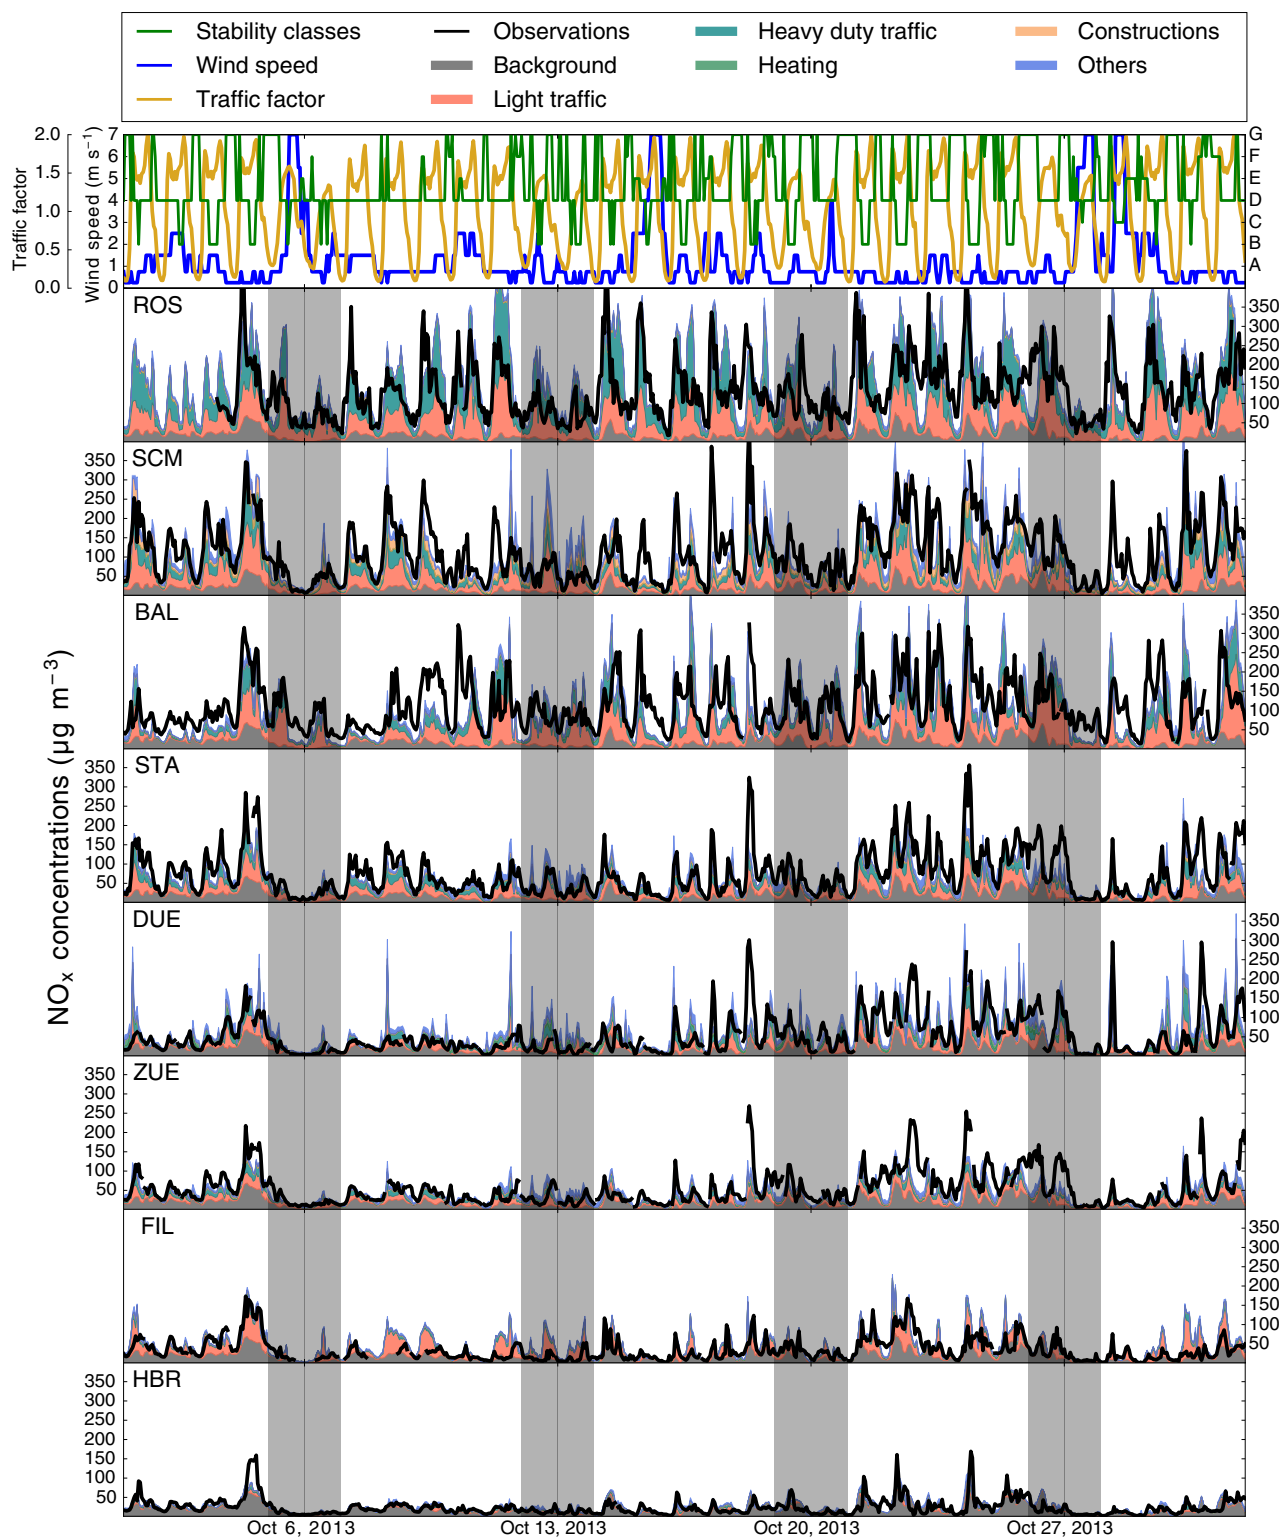 Stability classes
Wind speed
Traffic factor
Observations
Background
Light traffic
Heavy duty traffic
Heating
Constructions
Others
Traffic factor
2.0
1.5
1.0
0.5
0.0
Wind speed (m s⁻¹)
7
6
5
4
3
2
1
0
G
F
E
D
C
B
A
NOₓ concentrations (µg m⁻³)
ROS
350
300
250
200
150
100
50
SCM
350
300
250
200
150
100
50
BAL
350
300
250
200
150
100
50
STA
350
300
250
200
150
100
50
DUE
350
300
250
200
150
100
50
ZUE
350
300
250
200
150
100
50
FIL
350
300
250
200
150
100
50
HBR
350
300
250
200
150
100
50
Oct 6, 2013
Oct 13, 2013
Oct 20, 2013
Oct 27, 2013